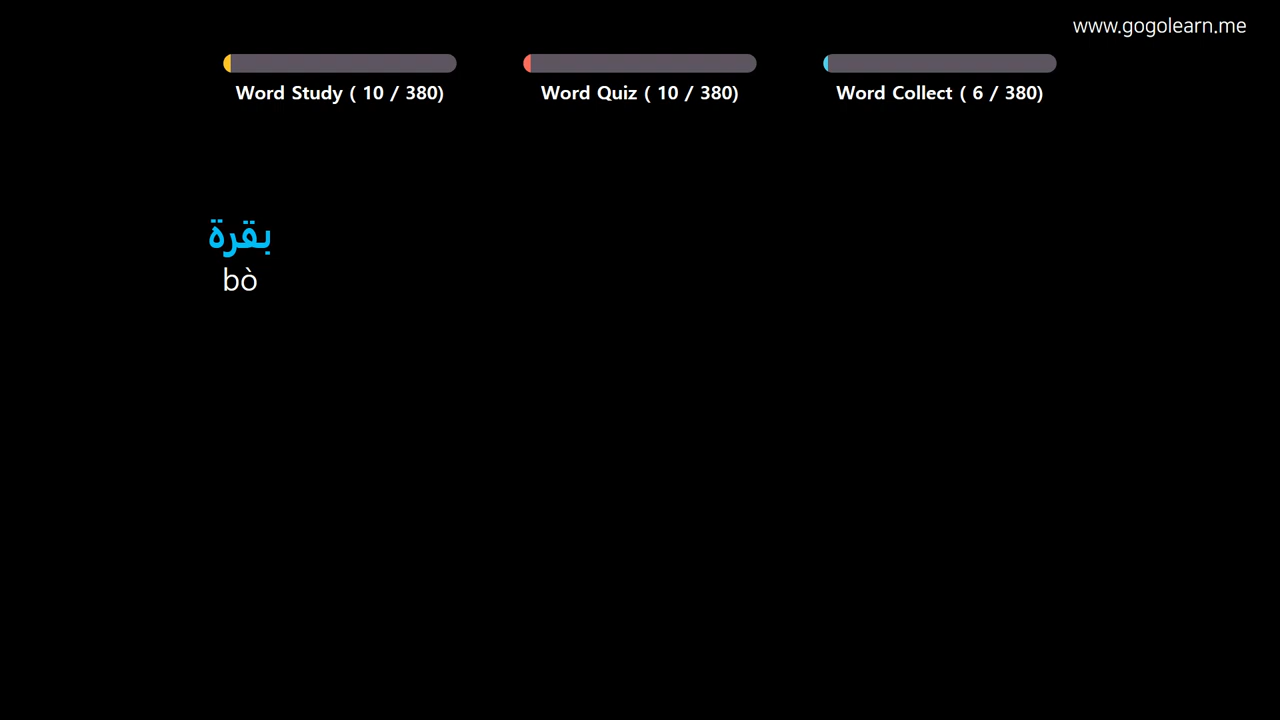 www.gogolearn.me
Word Study ( 10 / 380)
Word Quiz ( 10 / 380)
Word Collect ( 6 / 380)
بقرة
bò